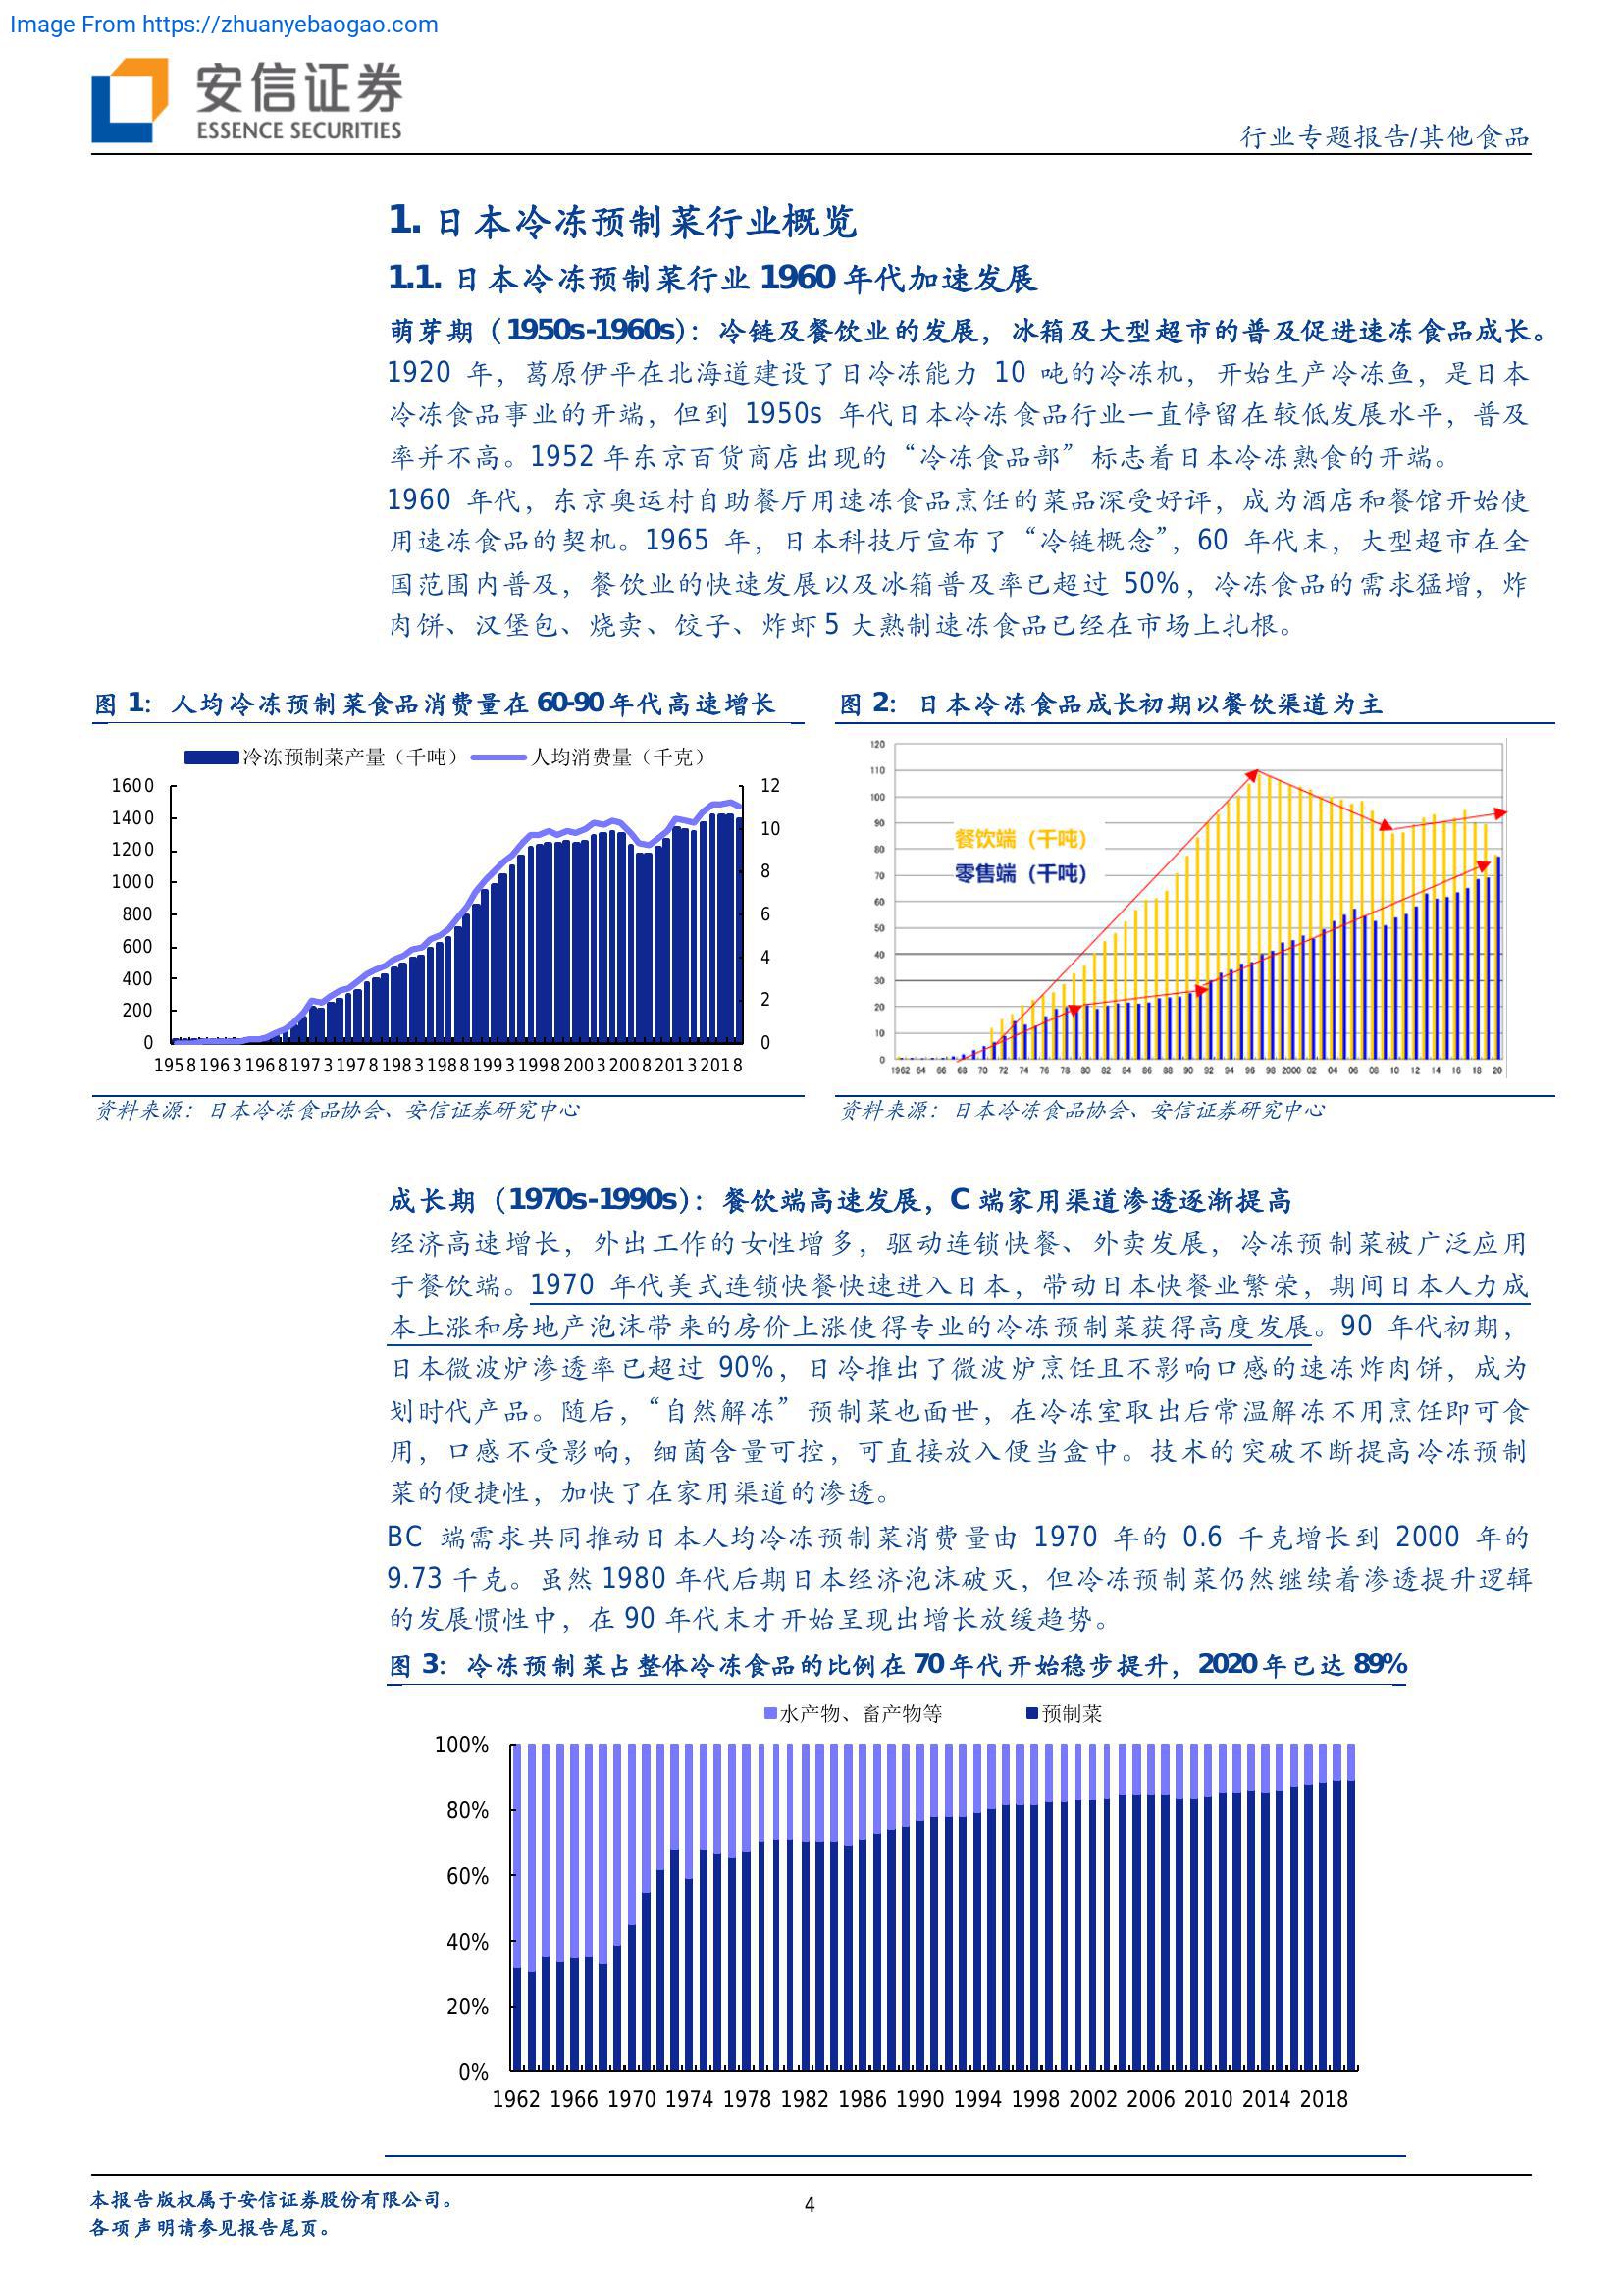 Image From https://zhuanyebaogao.com
安信证券
ESSENCE SECURITIES
行业专题报告/其他食品
1. 日本冷冻预制菜行业概览
1.1. 日本冷冻预制菜行业 1960 年代加速发展
萌芽期（1950s-1960s）：冷链及餐饮业的发展，冰箱及大型超市的普及促进速冻食品成长。
1920 年，葛原伊平在北海道建设了日冷冻能力 10 吨的冷冻机，开始生产冷冻鱼，是日本
冷冻食品事业的开端，但到 1950s 年代日本冷冻食品行业一直停留在较低发展水平，普及
率并不高。1952 年东京百货商店出现的“冷冻食品部”标志着日本冷冻熟食的开端。
1960 年代，东京奥运村自助餐厅用速冻食品烹饪的菜品深受好评，成为酒店和餐馆开始使
用速冻食品的契机。1965 年，日本科技厅宣布了“冷链概念”，60 年代末，大型超市在全
国范围内普及，餐饮业的快速发展以及冰箱普及率已超过 50%，冷冻食品的需求猛增，炸
肉饼、汉堡包、烧卖、饺子、炸虾 5 大熟制速冻食品已经在市场上扎根。
图 1：人均冷冻预制菜食品消费量在 60-90 年代高速增长
冷冻预制菜产量（千吨） 人均消费量（千克）
1600
1400
1200
1000
800
600
400
200
0
12
10
8
6
4
2
0
1958 1963 1968 1973 1978 1983 1988 1993 1998 2003 2008 2013 2018
资料来源：日本冷冻食品协会、安信证券研究中心
图 2：日本冷冻食品成长初期以餐饮渠道为主
120
110
100
90
80
70
60
50
40
30
20
10
0
餐饮端（千吨）
零售端（千吨）
1962 64 66 68 70 72 74 76 78 80 82 84 86 88 90 92 94 96 98 2000 02 04 06 08 10 12 14 16 18 20
资料来源：日本冷冻食品协会、安信证券研究中心
成长期（1970s-1990s）：餐饮端高速发展，C 端家用渠道渗透逐渐提高
经济高速增长，外出工作的女性增多，驱动连锁快餐、外卖发展，冷冻预制菜被广泛应用
于餐饮端。1970 年代美式连锁快餐快速进入日本，带动日本快餐业繁荣，期间日本人力成
本上涨和房地产泡沫带来的房价上涨使得专业的冷冻预制菜获得高度发展。90 年代初期，
日本微波炉渗透率已超过 90%，日冷推出了微波炉烹饪且不影响口感的速冻炸肉饼，成为
划时代产品。随后，“自然解冻”预制菜也面世，在冷冻室取出后常温解冻不用烹饪即可食
用，口感不受影响，细菌含量可控，可直接放入便当盒中。技术的突破不断提高冷冻预制
菜的便捷性，加快了在家用渠道的渗透。
BC 端需求共同推动日本人均冷冻预制菜消费量由 1970 年的 0.6 千克增长到 2000 年的
9.73 千克。虽然 1980 年代后期日本经济泡沫破灭，但冷冻预制菜仍然继续着渗透提升逻辑
的发展惯性中，在 90 年代末才开始呈现出增长放缓趋势。
图 3：冷冻预制菜占整体冷冻食品的比例在 70 年代开始稳步提升，2020 年已达 89%
水产物、畜产物等 预制菜
100%
80%
60%
40%
20%
0%
1962 1966 1970 1974 1978 1982 1986 1990 1994 1998 2002 2006 2010 2014 2018
本报告版权属于安信证券股份有限公司。
各项声明请参见报告尾页。
4